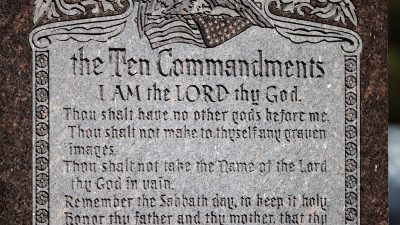 the Ten Commandments
I AM the LORD thy God.
Thou shalt have no other gods before me.
Thou shalt not make to thyself any graven
images.
Thou shalt not take the Name of the Lord
thy God in vain.
Remember the Sabbath day, to keep it holy.
Honor thy father and thy mother, that thy